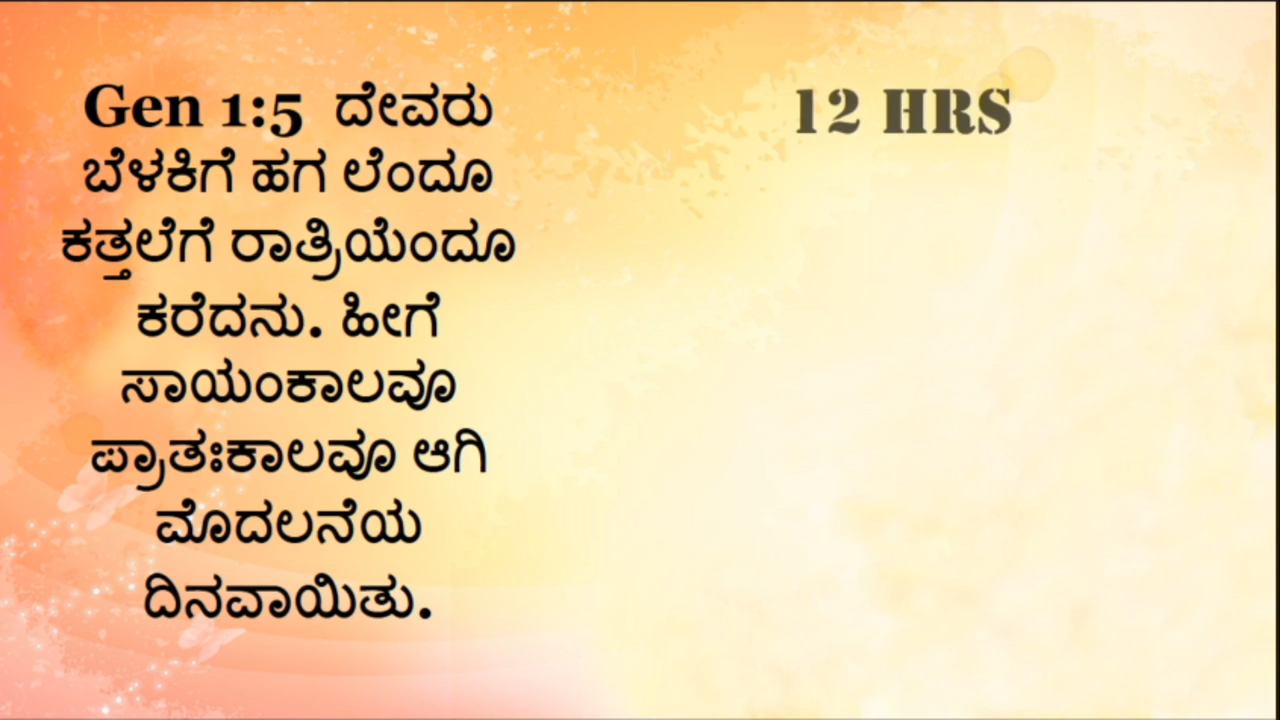 Gen 1:5 ದೇವರು
ಬೆಳಕಿಗೆ ಹಗ ಲೆಂದೂ
ಕತ್ತಲೆಗೆ ರಾತ್ರಿಯೆಂದೂ
ಕರೆದನು. ಹೀಗೆ
ಸಾಯಂಕಾಲವೂ
ಪ್ರಾತಃಕಾಲವೂ ಆಗಿ
ಮೊದಲನೆಯ
ದಿನವಾಯಿತು.
12 HRS